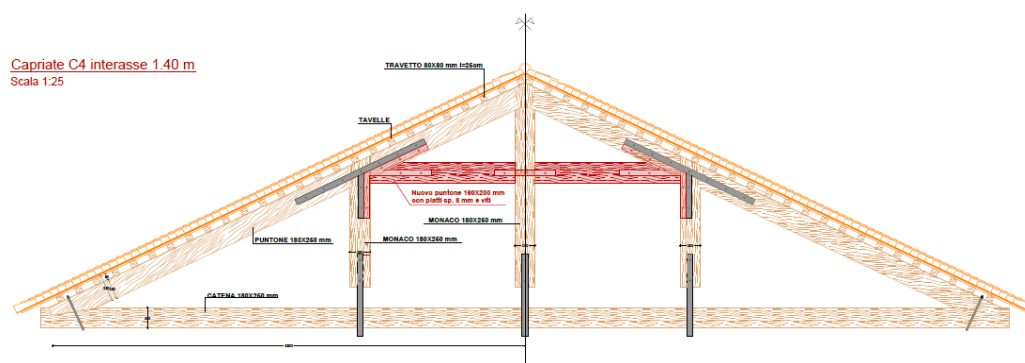 Capriate C4 interasse 1.40 m
Scala 1:25
TRAVETTO 80X80 mm i=25cm
TAVELLE
Nuovo puntone 160X200 mm
con piatti sp. 8 mm e viti
MONACO 180X250 mm
PUNTONE 180X250 mm
MONACO 180X250 mm
CATENA 180X250 mm